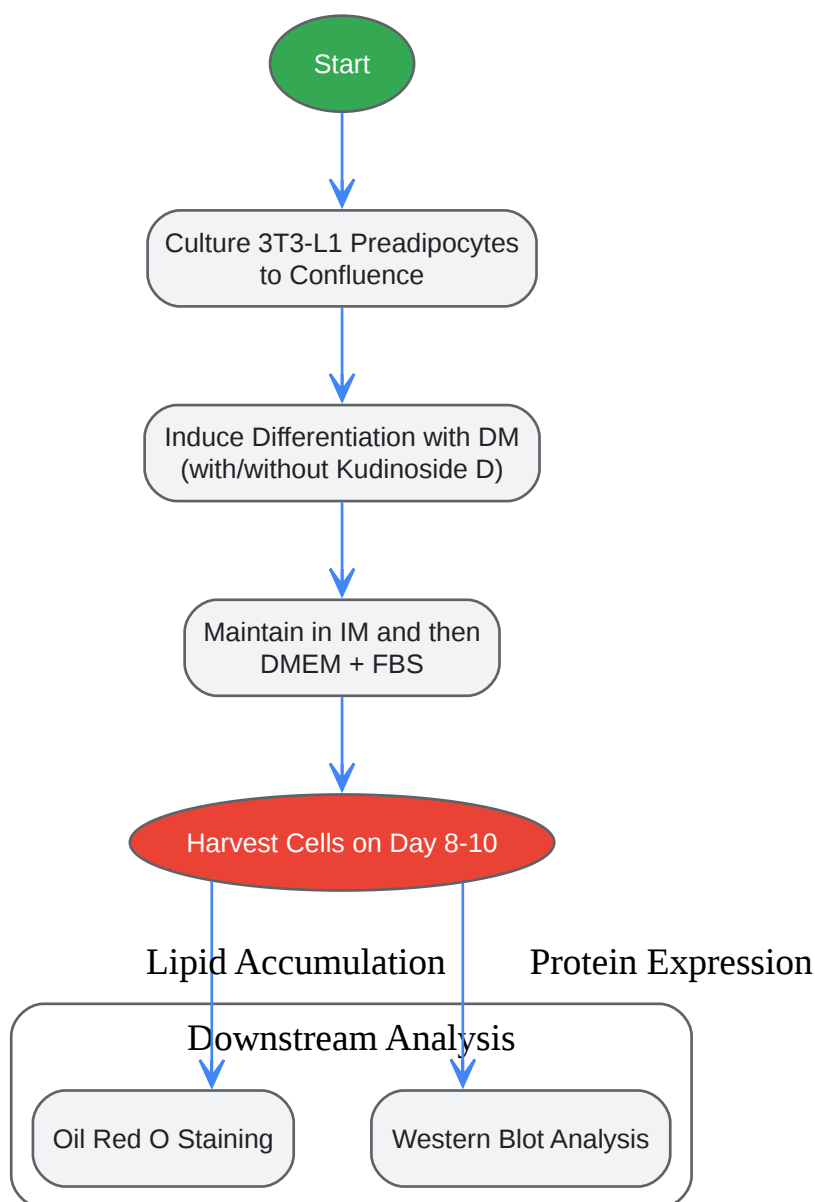 Start
Culture 3T3-L1 Preadipocytes
to Confluence
Induce Differentiation with DM
(with/without Kudinoside D)
Maintain in IM and then
DMEM + FBS
Harvest Cells on Day 8-10
Lipid Accumulation
Protein Expression
Downstream Analysis
Oil Red O Staining
Western Blot Analysis